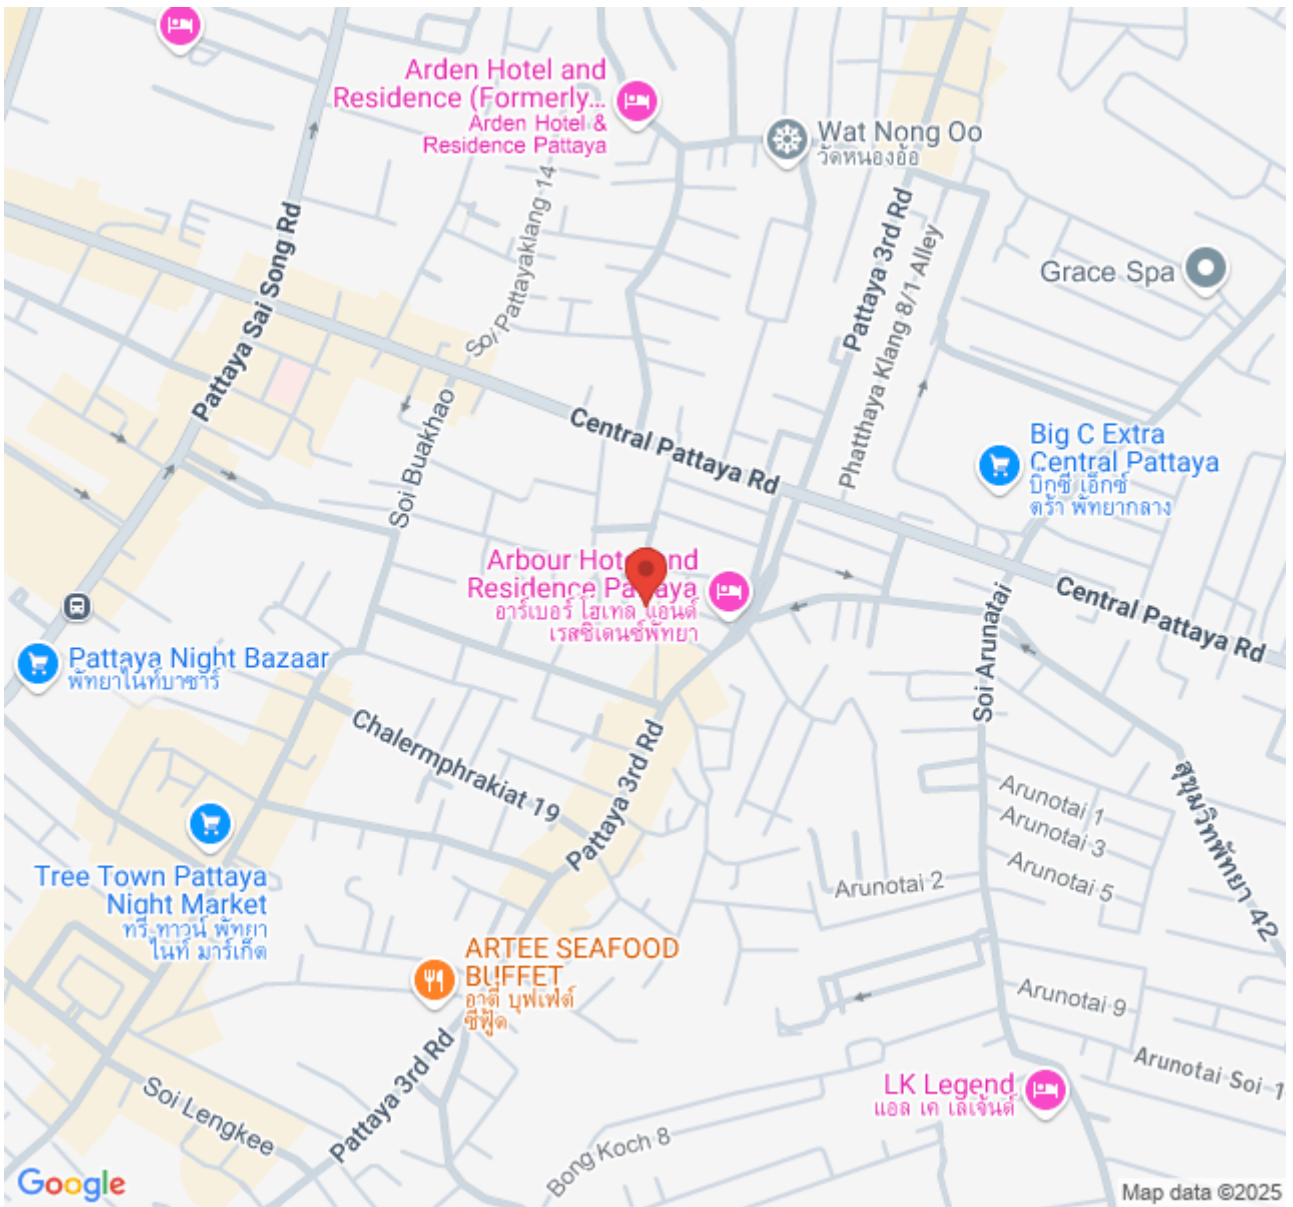 Arden Hotel and
Residence (Formerly...
Arden Hotel &
Residence Pattaya
Wat Nong Oo
วัดหนองอ้อ
Soi Pattayaklang 14
Pattaya Sai Song Rd
Pattaya 3rd Rd
Phatthaya Klang 8/1 Alley
Grace Spa
Soi Buakhao
Central Pattaya Rd
Big C Extra
Central Pattaya
บิ๊กซี เอ็กซ์
ตร้า พัทยากลาง
Arbour Hotel and
Residence Pattaya
อาร์เบอร์ โฮเทล แอนด์
เรสซิเดนซ์พัทยา
Central Pattaya Rd
Soi Arunatai
Pattaya Night Bazaar
พัทยาไนท์บาซาร์
Chalermphrakiat 19
Pattaya 3rd Rd
สุขุมวิทพัทยา 42
Arunotai 1
Arunotai 3
Arunotai 5
Arunotai 2
Tree Town Pattaya
Night Market
ทรี ทาวน์ พัทยา
ไนท์ มาร์เก็ต
ARTEE SEAFOOD
BUFFET
อาตี๋ บุฟเฟ่ต์
ซีฟู้ด
Arunotai 9
Arunotai Soi 1
Pattaya 3rd Rd
Soi Lengkee
LK Legend
แอล เค เลเจ้นด์
Bong Koch 8
Google
Map data ©2025